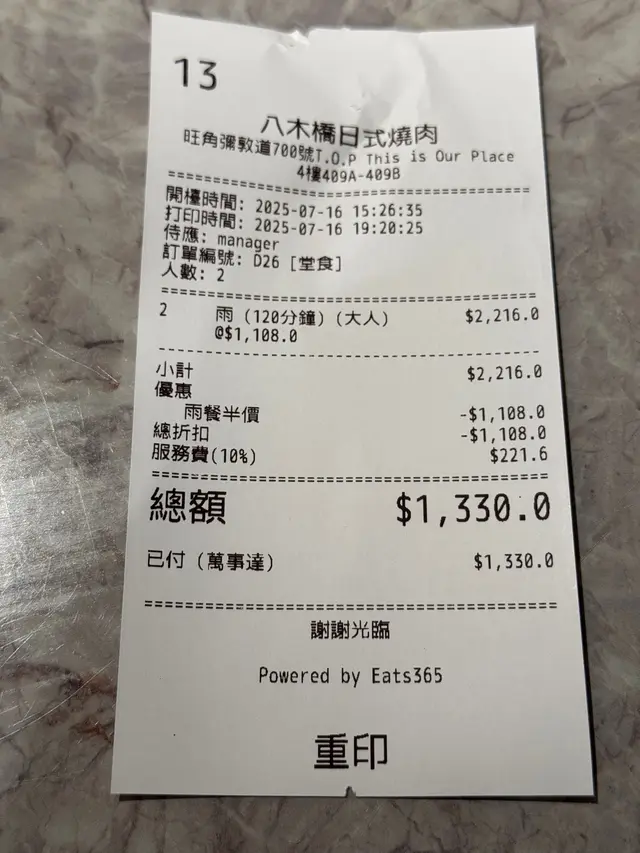 13
八木橋日式燒肉
旺角彌敦道700號T.O.P This is Our Place
4樓409A-409B
開檯時間: 2025-07-16 15:26:35
打印時間: 2025-07-16 19:20:25
侍應: manager
訂單編號: D26 [堂食]
人數: 2
2 雨 (120分鐘) (大人) $2,216.0
@$1,108.0
小計 $2,216.0
優惠
雨餐半價 -$1,108.0
總折扣 -$1,108.0
服務費(10%) $221.6
總額 $1,330.0
已付 (萬事達) $1,330.0
謝謝光臨
Powered by Eats365
重印